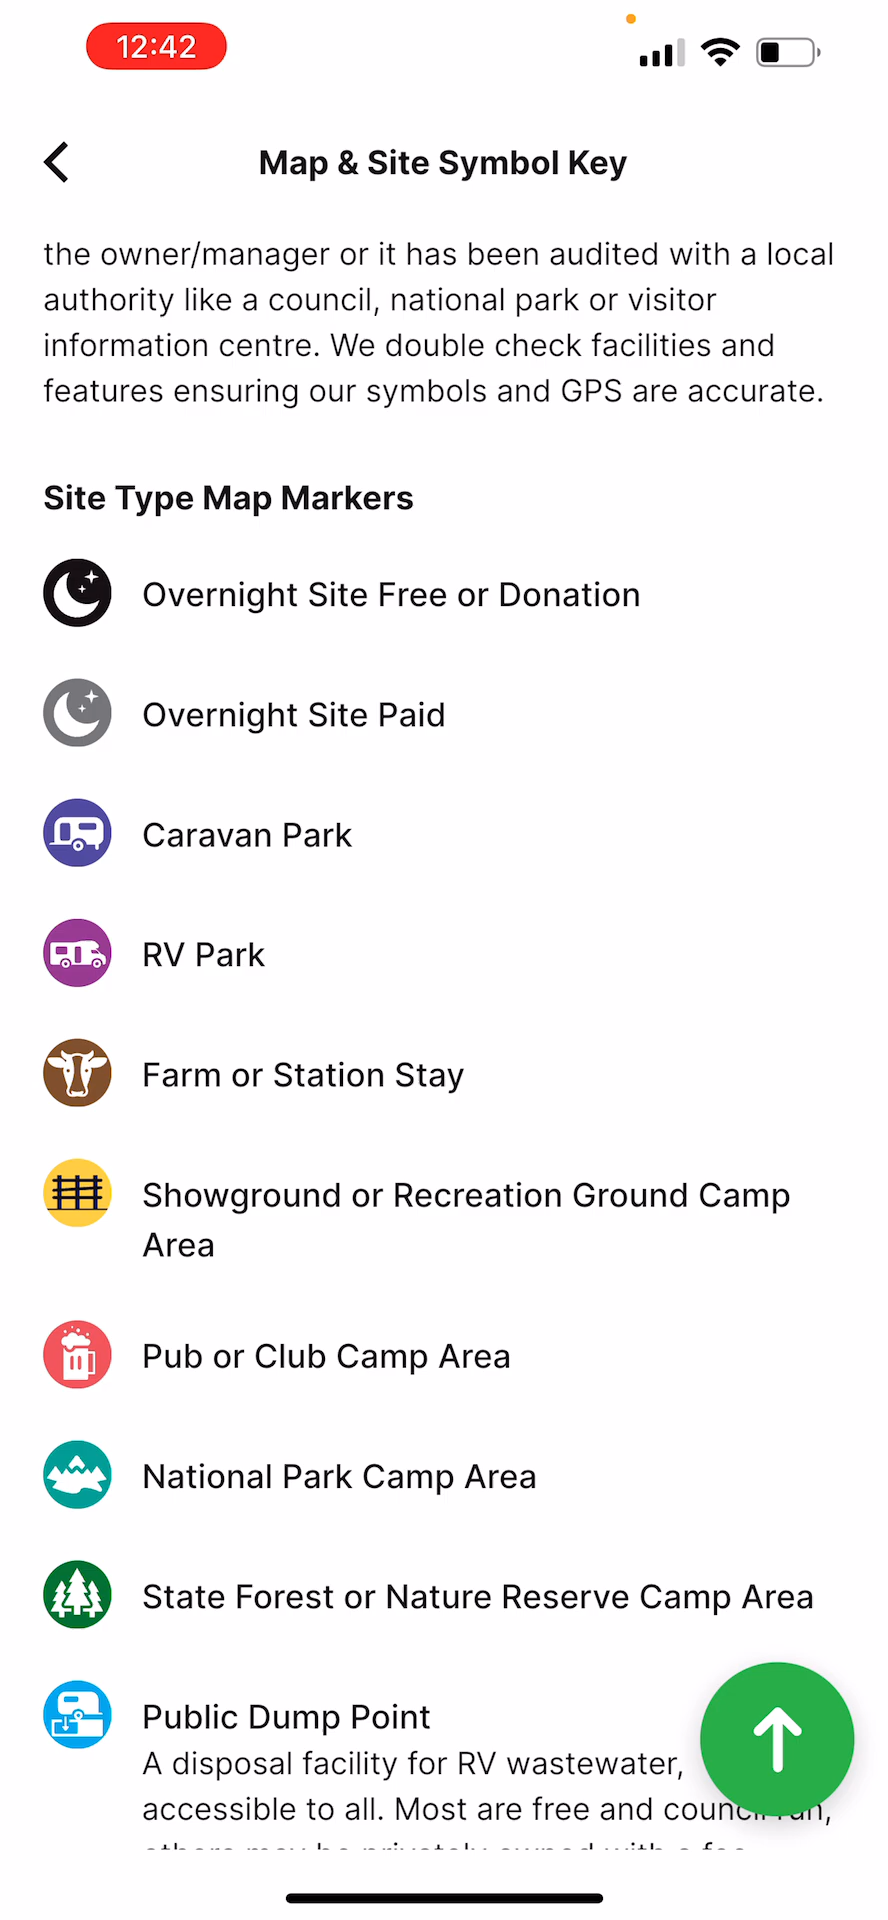 12:42
Map & Site Symbol Key
the owner/manager or it has been audited with a local
authority like a council, national park or visitor
information centre. We double check facilities and
features ensuring our symbols and GPS are accurate.
Site Type Map Markers
Overnight Site Free or Donation
Overnight Site Paid
Caravan Park
RV Park
Farm or Station Stay
Showground or Recreation Ground Camp
Area
Pub or Club Camp Area
National Park Camp Area
State Forest or Nature Reserve Camp Area
Public Dump Point
A disposal facility for RV wastewater,
accessible to all. Most are free and council run,